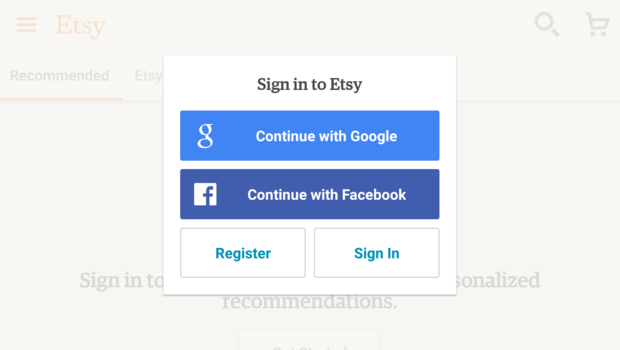 Etsy
Recommended Etsy
Sign in to Etsy
g Continue with Google
f Continue with Facebook
Register Sign In
Sign in to sonalized
recommendations.